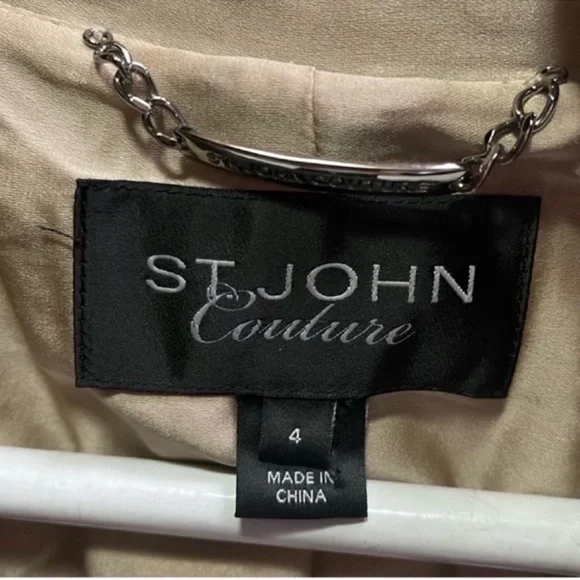 ST. JOHN COUTURE
ST. JOHN
Couture
4
MADE IN
CHINA